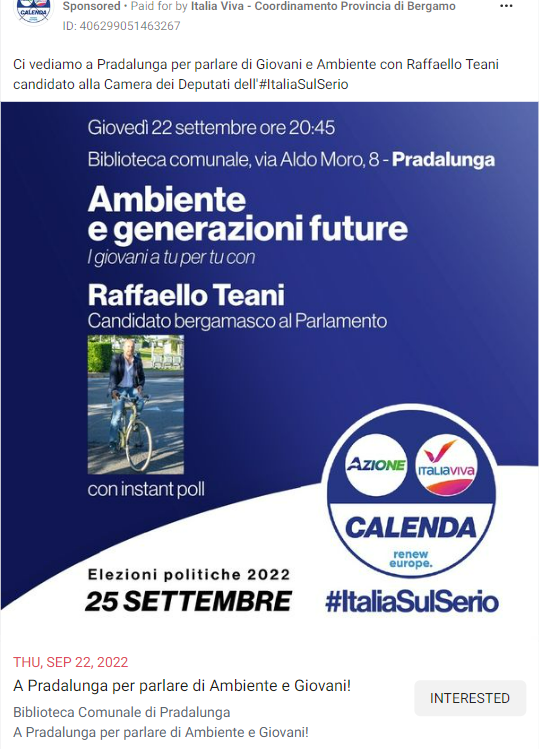 Sponsored • Paid for by Italia Viva - Coordinamento Provincia di Bergamo
CALENDA
ID: 406299051463267
Ci vediamo a Pradalunga per parlare di Giovani e Ambiente con Raffaello Teani
candidato alla Camera dei Deputati dell'#ItaliaSulSerio
Giovedì 22 settembre ore 20:45
Biblioteca comunale, via Aldo Moro, 8 - Pradalunga
Ambiente
e generazioni future
I giovani a tu per tu con
Raffaello Teani
Candidato bergamasco al Parlamento
con instant poll
AZIONE
ITALIAVIVA
CALENDA
renew
europe.
Elezioni politiche 2022
25 SETTEMBRE
#ItaliaSulSerio
THU, SEP 22, 2022
A Pradalunga per parlare di Ambiente e Giovani!
INTERESTED
Biblioteca Comunale di Pradalunga
A Pradalunga per parlare di Ambiente e Giovani!